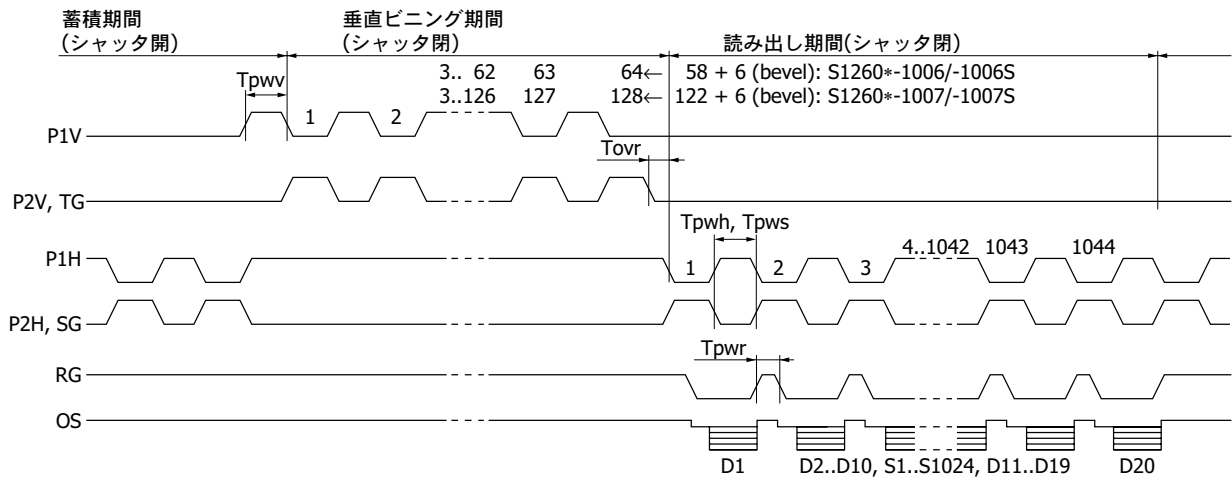 蓄積期間
(シャッタ開)
垂直ビニング期間
(シャッタ閉)
読み出し期間(シャッタ閉)
Tpwv
3.. 62 63 64← 58 + 6 (bevel): S1260*-1006/-1006S
3..126 127 128← 122 + 6 (bevel): S1260*-1007/-1007S
1 2
P1V
Tovr
P2V, TG
Tpwh, Tpws
P1H
1 2 3 4..1042 1043 1044
P2H, SG
Tpwr
RG
OS
D1 D2..D10, S1..S1024, D11..D19 D20